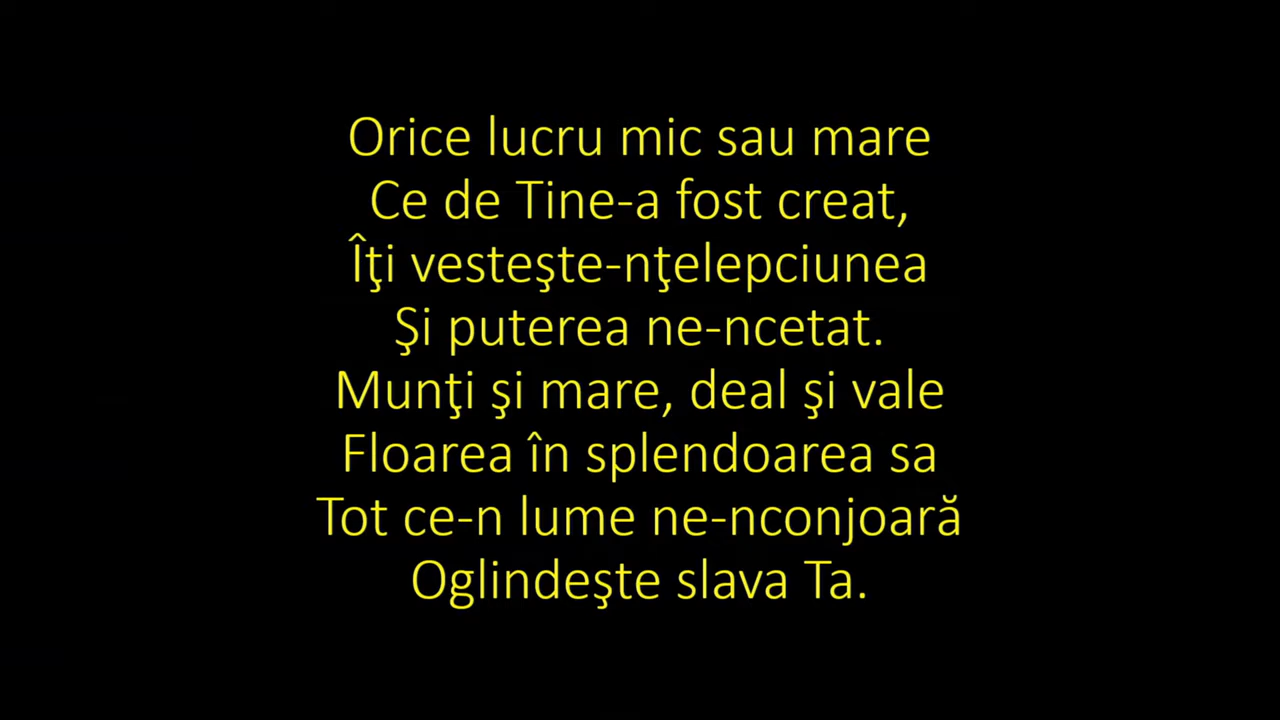 Orice lucru mic sau mare
Ce de Tine-a fost creat,
Îţi vesteşte-nţelepciunea
Şi puterea ne-ncetat.
Munţi şi mare, deal şi vale
Floarea în splendoarea sa
Tot ce-n lume ne-nconjoară
Oglindeşte slava Ta.